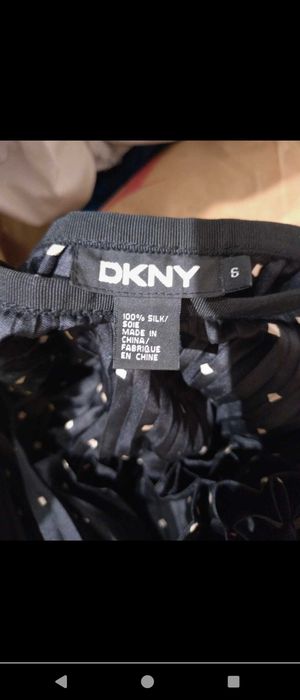 DKNY
6
100% SILK/
SOIE
MADE IN
CHINA/
FABRIQUE
EN CHINE